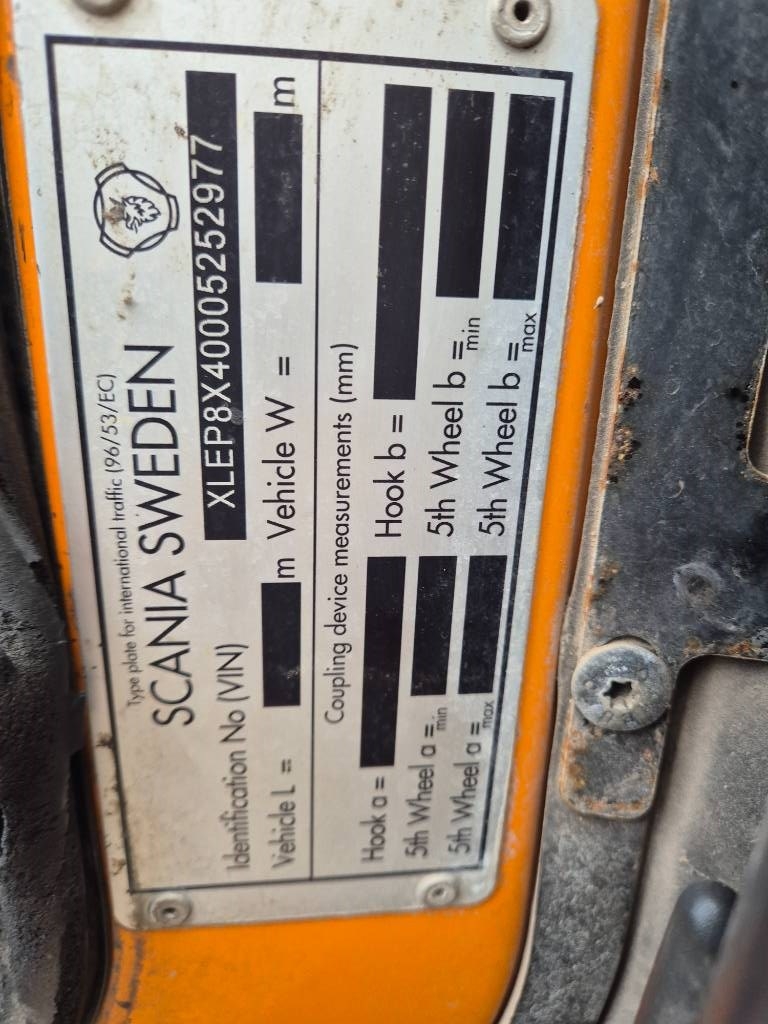 Type plate for international traffic (96/53/EC)
SCANIA SWEDEN
Identification No (VIN) XLEP8X40005252977
Vehicle L = m Vehicle W = m
Coupling device measurements (mm)
Hook a = Hook b =
5th Wheel a = min 5th Wheel b = min
5th Wheel a = max 5th Wheel b = max